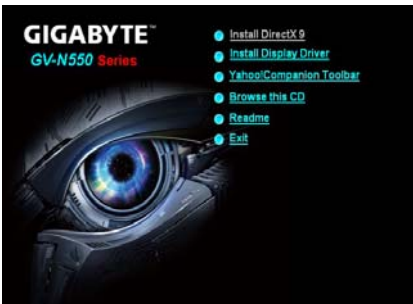 GIGABYTE™
GV-N550 Series
Install DirectX 9
Install Display Driver
Yahoo!Companion Toolbar
Browse this CD
Readme
Exit